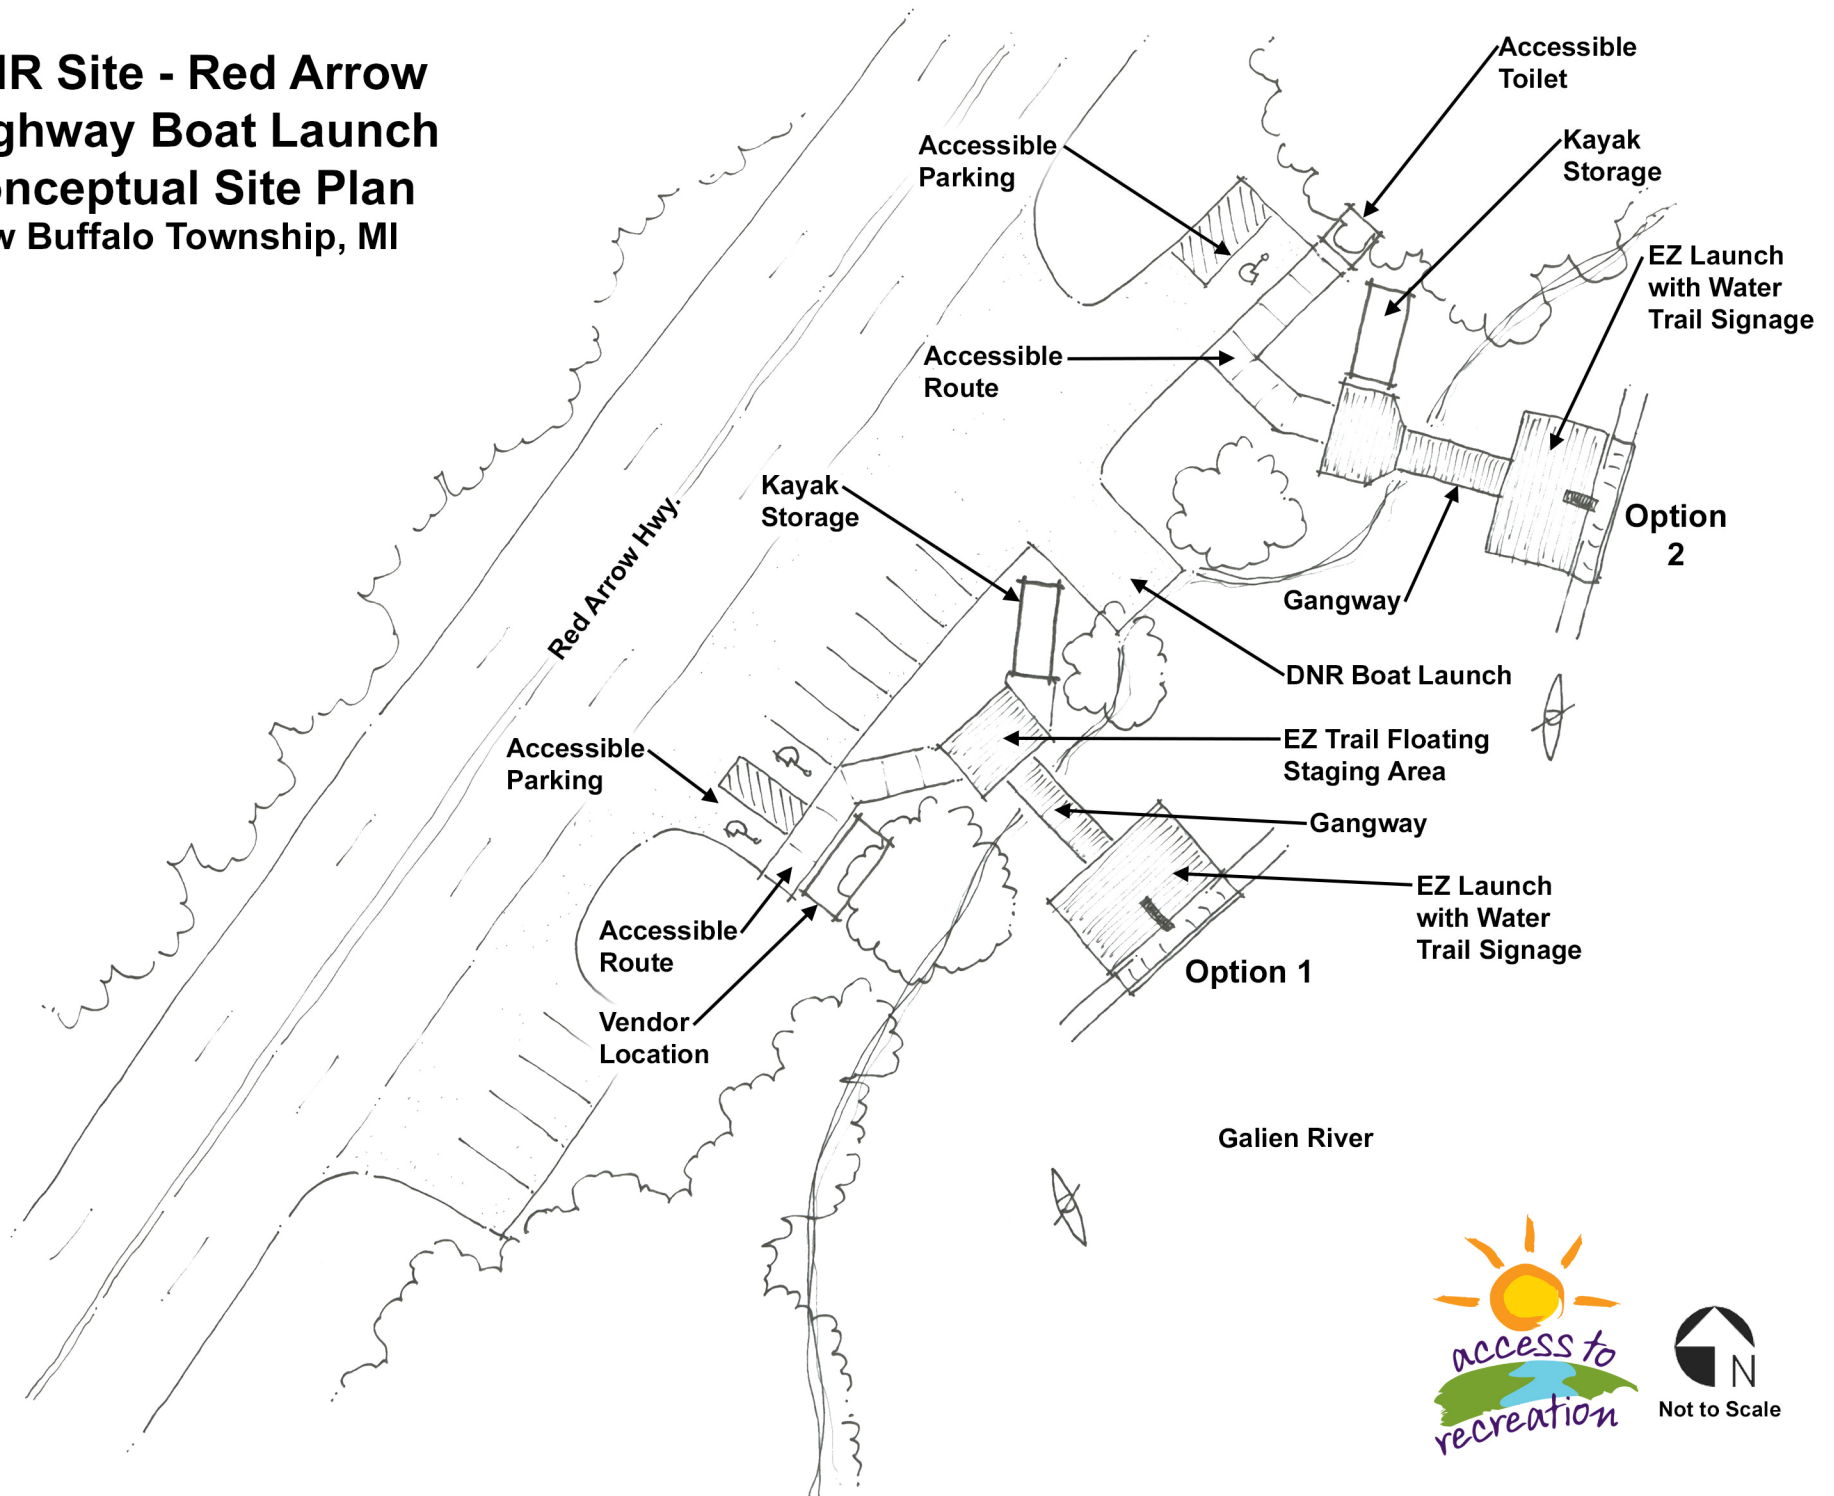 IR Site - Red Arrow
ghway Boat Launch
onceptual Site Plan
w Buffalo Township, MI
Accessible
Toilet
Kayak
Storage
Accessible
Parking
EZ Launch
with Water
Trail Signage
Accessible
Route
Kayak
Storage
Option
2
Red Arrow Hwy.
Gangway
DNR Boat Launch
EZ Trail Floating
Staging Area
Accessible
Parking
Gangway
EZ Launch
with Water
Trail Signage
Accessible
Route
Option 1
Vendor
Location
Galien River
access to
recreation
N
Not to Scale